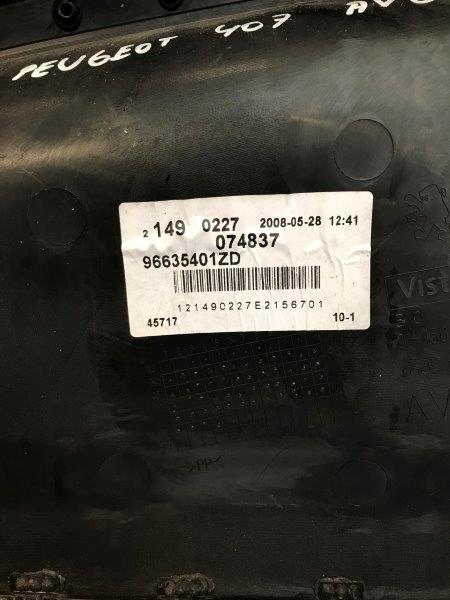 PEUGEOT 407 AV
2 149 0227 2008-05-28 12:41
074837
96635401ZD
121490227E2156701
45717 10-1
Vist
AV
>pp<